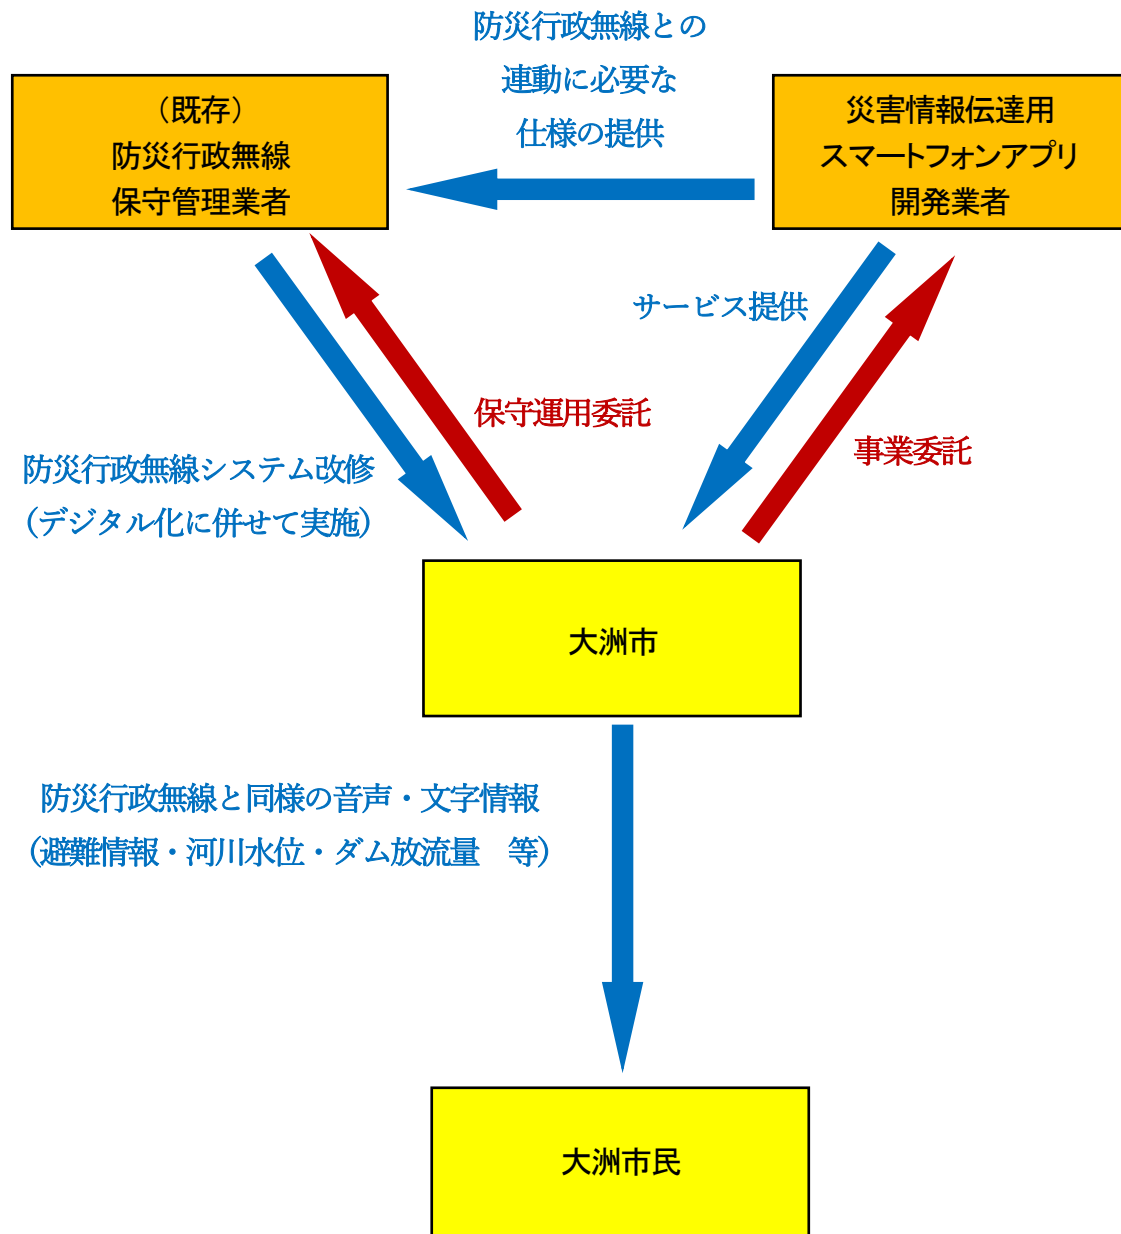 防災行政無線との
連動に必要な
仕様の提供
（既存）
防災行政無線
保守管理業者
災害情報伝達用
スマートフォンアプリ
開発業者
サービス提供
保守運用委託
事業委託
防災行政無線システム改修
（デジタル化に併せて実施）
大洲市
防災行政無線と同様の音声・文字情報
（避難情報・河川水位・ダム放流量　等）
大洲市民